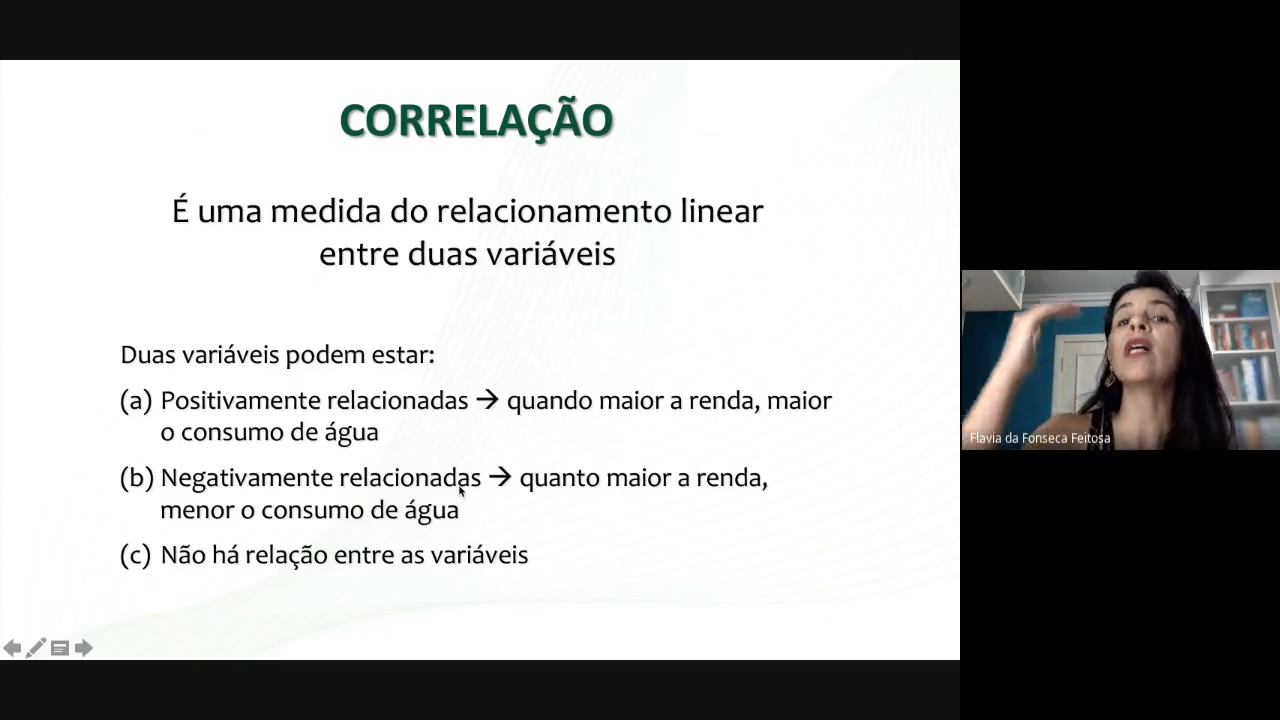 CORRELAÇÃO
É uma medida do relacionamento linear
entre duas variáveis
Duas variáveis podem estar:
(a) Positivamente relacionadas → quando maior a renda, maior
o consumo de água
(b) Negativamente relacionadas → quanto maior a renda,
menor o consumo de água
(c) Não há relação entre as variáveis
Flavia da Fonseca Feitosa